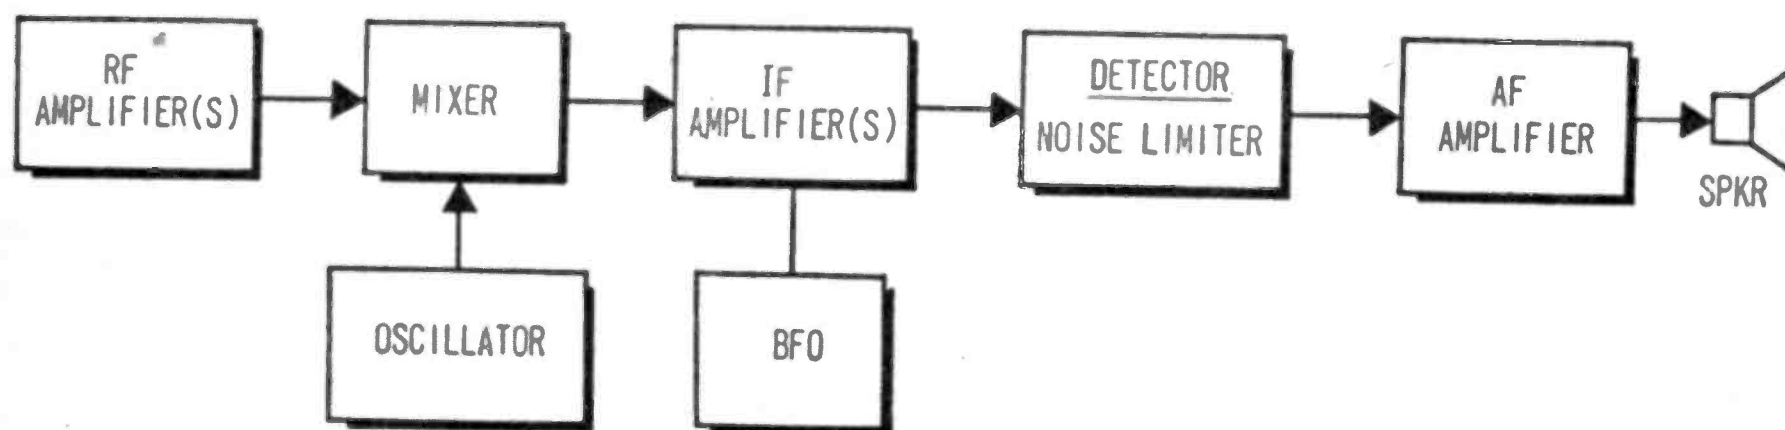 RF
AMPLIFIER(S)
MIXER
IF
AMPLIFIER(S)
DETECTOR
NOISE LIMITER
AF
AMPLIFIER
SPKR
OSCILLATOR
BFO